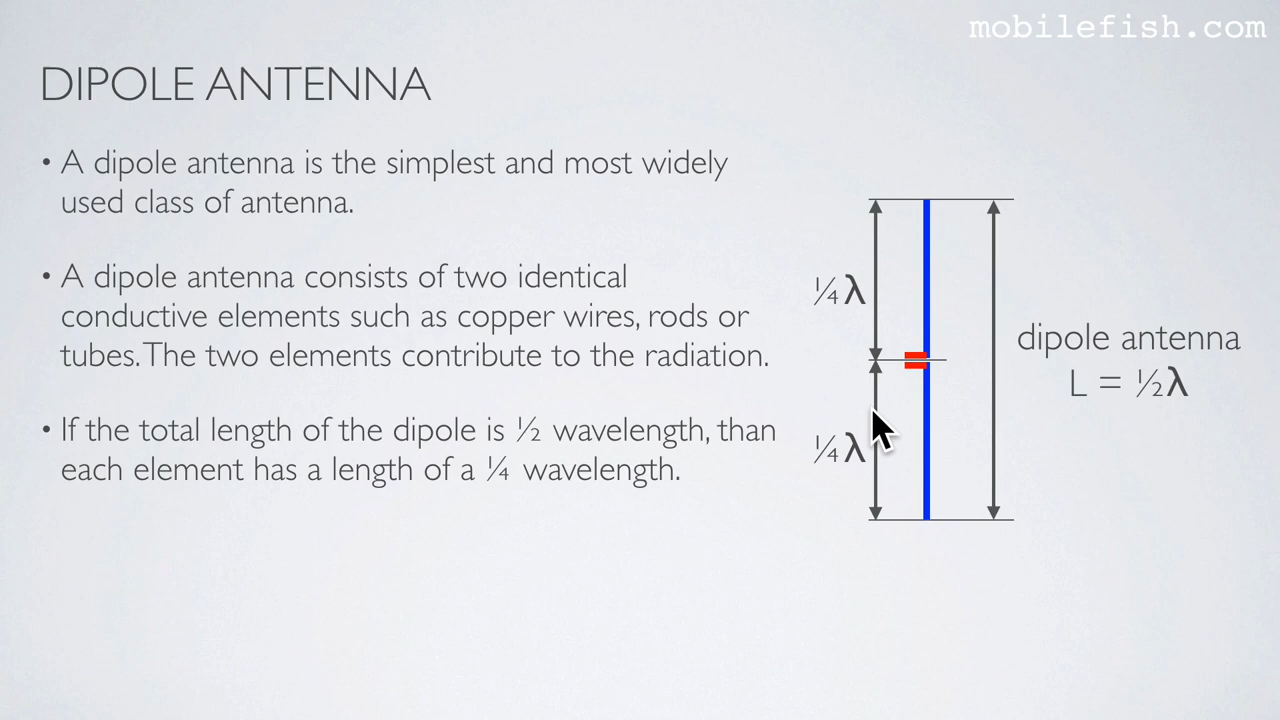 mobilefish.com
DIPOLE ANTENNA
• A dipole antenna is the simplest and most widely
used class of antenna.
• A dipole antenna consists of two identical
conductive elements such as copper wires, rods or
tubes. The two elements contribute to the radiation.
• If the total length of the dipole is ½ wavelength, than
each element has a length of a ¼ wavelength.
¼λ
¼λ
dipole antenna
L = ½λ